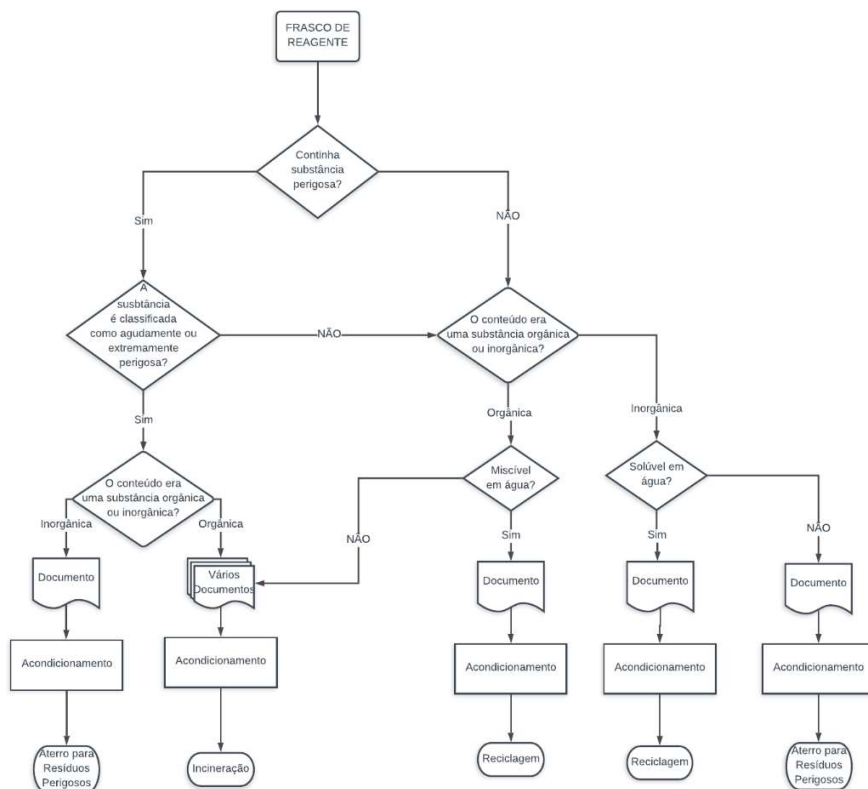 FRASCO DE
REAGENTE
Continha
substância
perigosa?
Sim
NÃO
A
susbtância
é classificada
como agudamente ou
extremamente
perigosa?
NÃO
O conteúdo era
uma substância orgânica
ou inorgânica?
Sim
Orgânica
Inorgânica
O conteúdo era
uma substância orgânica
ou inorgânica?
Miscível
em água?
Solúvel em
água?
Inorgânica
Orgânica
NÃO
Sim
Sim
NÃO
Documento
Vários
Documentos
Documento
Documento
Documento
Acondicionamento
Acondicionamento
Acondicionamento
Acondicionamento
Acondicionamento
Aterro para
Resíduos
Perigosos
Incineração
Reciclagem
Reciclagem
Aterro para
Resíduos
Perigosos